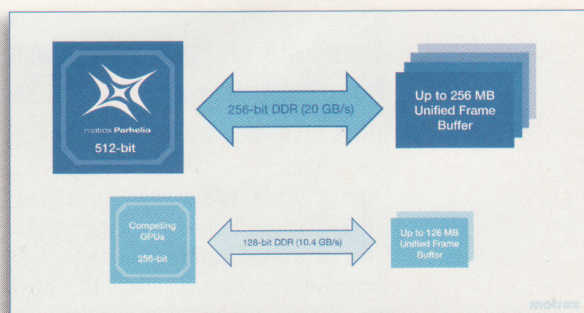 matrox Parhelia
512-bit
256-bit DDR (20 GB/s)
Up to 256 MB
Unified Frame
Buffer
Competing
GPUs
256-bit
128-bit DDR (10.4 GB/s)
Up to 128 MB
Unified Frame
Buffer
matrox